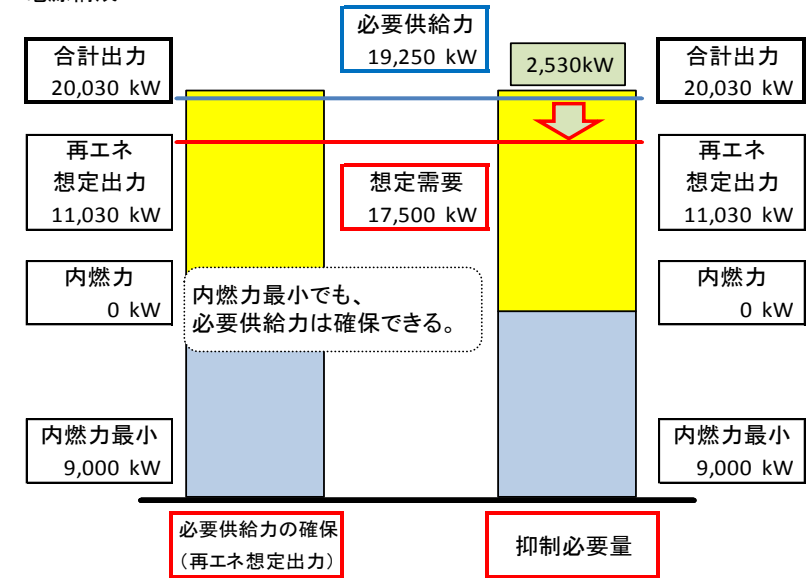 必要供給力
19,250 kW
合計出力
20,030 kW
2,530kW
合計出力
20,030 kW
再エネ
想定出力
11,030 kW
想定需要
17,500 kW
再エネ
想定出力
11,030 kW
内燃力
0 kW
内燃力最小でも、
必要供給力は確保できる。
内燃力
0 kW
内燃力最小
9,000 kW
内燃力最小
9,000 kW
必要供給力の確保
（再エネ想定出力）
抑制必要量